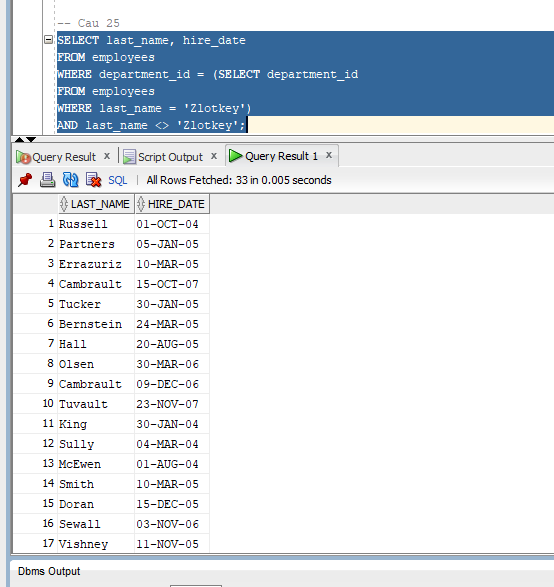 -- Cau 25
SELECT last_name, hire_date
FROM employees
WHERE department_id = (SELECT department_id
FROM employees
WHERE last_name = 'Zlotkey')
AND last_name <> 'Zlotkey';
Query Result x Script Output x Query Result 1 x
SQL | All Rows Fetched: 33 in 0.005 seconds
LAST_NAME HIRE_DATE
1 Russell 01-OCT-04
2 Partners 05-JAN-05
3 Errazuriz 10-MAR-05
4 Cambrault 15-OCT-07
5 Tucker 30-JAN-05
6 Bernstein 24-MAR-05
7 Hall 20-AUG-05
8 Olsen 30-MAR-06
9 Cambrault 09-DEC-06
10 Tuvault 23-NOV-07
11 King 30-JAN-04
12 Sully 04-MAR-04
13 McEwen 01-AUG-04
14 Smith 10-MAR-05
15 Doran 15-DEC-05
16 Sewall 03-NOV-06
17 Vishney 11-NOV-05
Dbms Output